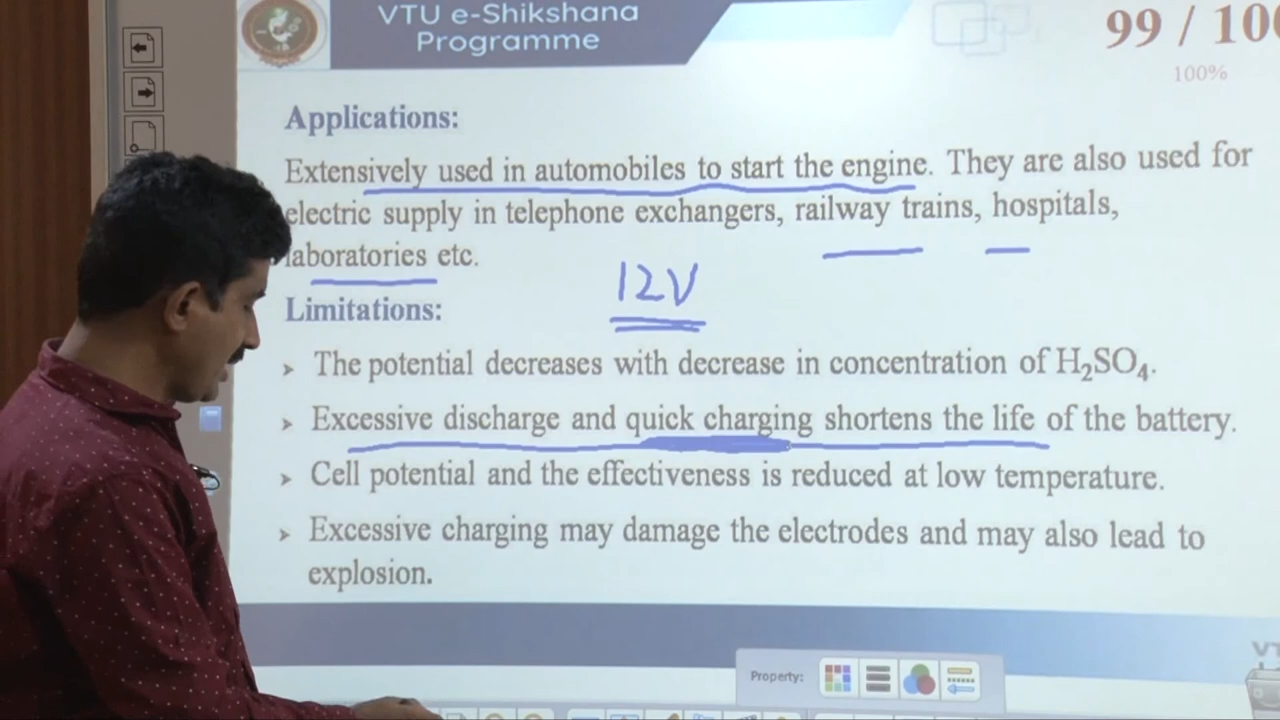 VTU e-Shikshana
Programme
99 / 100
100%
Applications:
Extensively used in automobiles to start the engine. They are also used for
electric supply in telephone exchangers, railway trains, hospitals,
laboratories etc.
12V
Limitations:
➤ The potential decreases with decrease in concentration of H₂SO₄.
➤ Excessive discharge and quick charging shortens the life of the battery.
➤ Cell potential and the effectiveness is reduced at low temperature.
➤ Excessive charging may damage the electrodes and may also lead to
explosion.
Property: